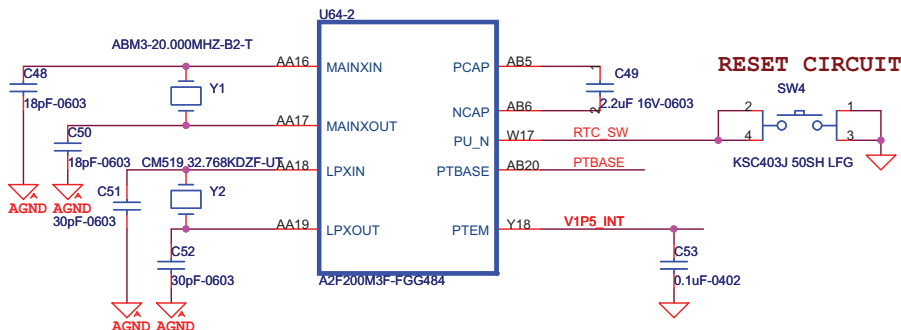 U64-2
ABM3-20.000MHZ-B2-T
C48
18pF-0603
AA16
MAINXIN
Y1
C50
18pF-0603
AA17
MAINXOUT
CM519 32.768KDZF-UT
AA18
LPXIN
Y2
C51
30pF-0603
AA19
LPXOUT
C52
30pF-0603
A
AGND
A
AGND
A
AGND
A
AGND
PCAP
AB5
1
C49
2.2uF 16V-0603
2
NCAP
AB6
PU_N
W17
RTC_SW
PTBASE
AB20
PTBASE
PTEM
Y18
V1P5_INT
C53
0.1uF-0402
A2F200M3F-FGG484
RESET CIRCUIT
SW4
2
1
4
3
KSC403J 50SH LFG